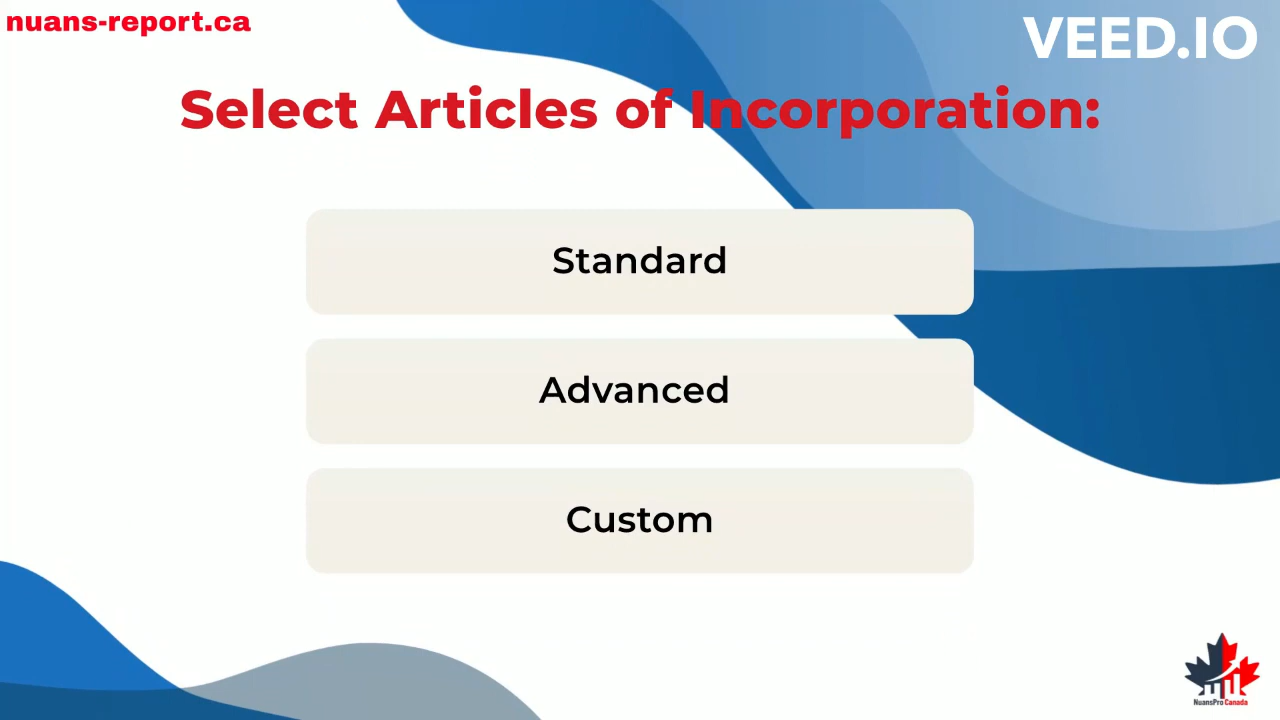 nuans-report.ca
VEED.IO
Select Articles of Incorporation:
Standard
Advanced
Custom
NuansPro Canada